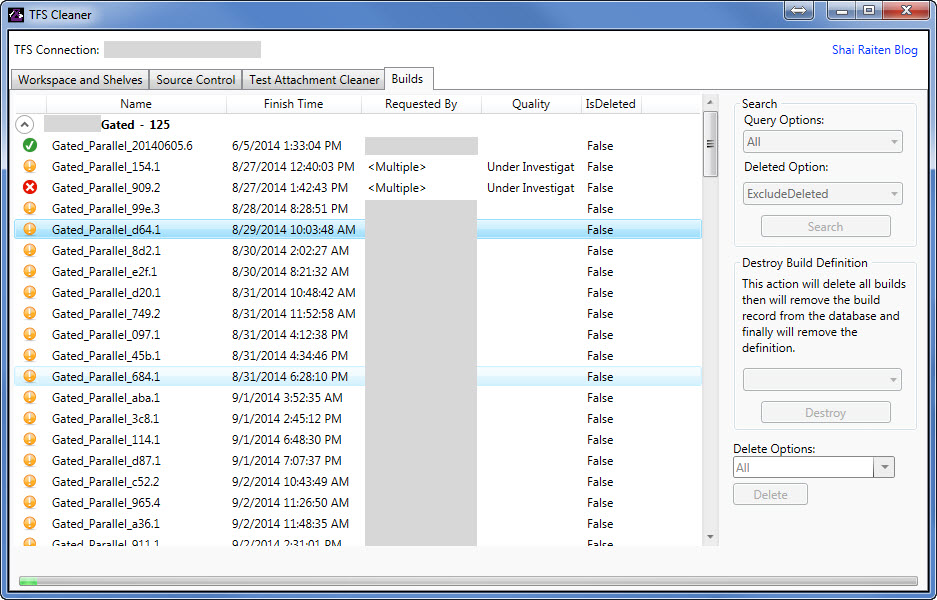 TFS Cleaner
TFS Connection:
Shai Raiten Blog
Workspace and Shelves Source Control Test Attachment Cleaner Builds
Name Finish Time Requested By Quality IsDeleted
Gated - 125
Gated_Parallel_20140605.6 6/5/2014 1:33:04 PM False
Gated_Parallel_154.1 8/27/2014 12:40:03 PM <Multiple> Under Investigat False
Gated_Parallel_909.2 8/27/2014 1:42:43 PM <Multiple> Under Investigat False
Gated_Parallel_99e.3 8/28/2014 8:28:51 PM False
Gated_Parallel_d64.1 8/29/2014 10:03:48 AM False
Gated_Parallel_8d2.1 8/30/2014 2:02:27 AM False
Gated_Parallel_e2f.1 8/30/2014 8:21:32 AM False
Gated_Parallel_d20.1 8/31/2014 10:48:42 AM False
Gated_Parallel_749.2 8/31/2014 11:52:58 AM False
Gated_Parallel_097.1 8/31/2014 4:12:38 PM False
Gated_Parallel_45b.1 8/31/2014 4:34:46 PM False
Gated_Parallel_684.1 8/31/2014 6:28:10 PM False
Gated_Parallel_aba.1 9/1/2014 3:52:35 AM False
Gated_Parallel_3c8.1 9/1/2014 2:45:12 PM False
Gated_Parallel_114.1 9/1/2014 6:48:30 PM False
Gated_Parallel_d87.1 9/1/2014 7:07:37 PM False
Gated_Parallel_c52.2 9/2/2014 10:43:49 AM False
Gated_Parallel_965.4 9/2/2014 11:26:50 AM False
Gated_Parallel_a36.1 9/2/2014 11:48:35 AM False
Gated_Parallel_911.1 9/2/2014 2:31:01 PM False
Search
Query Options:
All
Deleted Option:
ExcludeDeleted
Search
Destroy Build Definition
This action will delete all builds
then will remove the build
record from the database and
finally will remove the
definition.
Destroy
Delete Options:
All
Delete